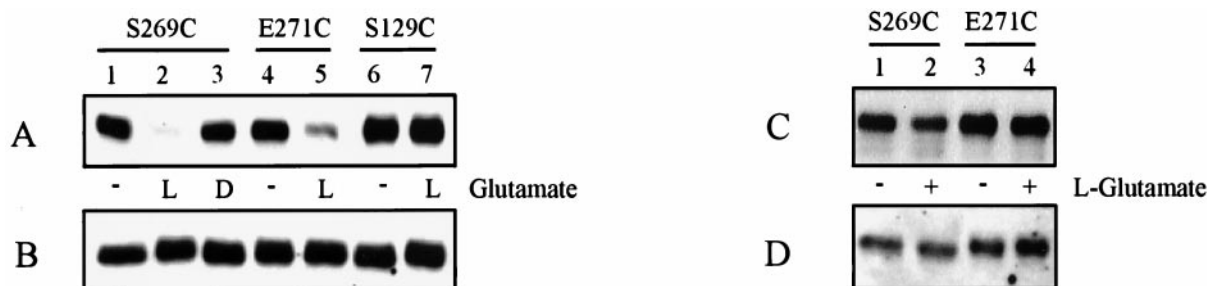 S269C E271C S129C
1 2 3 4 5 6 7
A
- L D - L - L Glutamate
B
S269C E271C
1 2 3 4
C
- + - + L-Glutamate
D